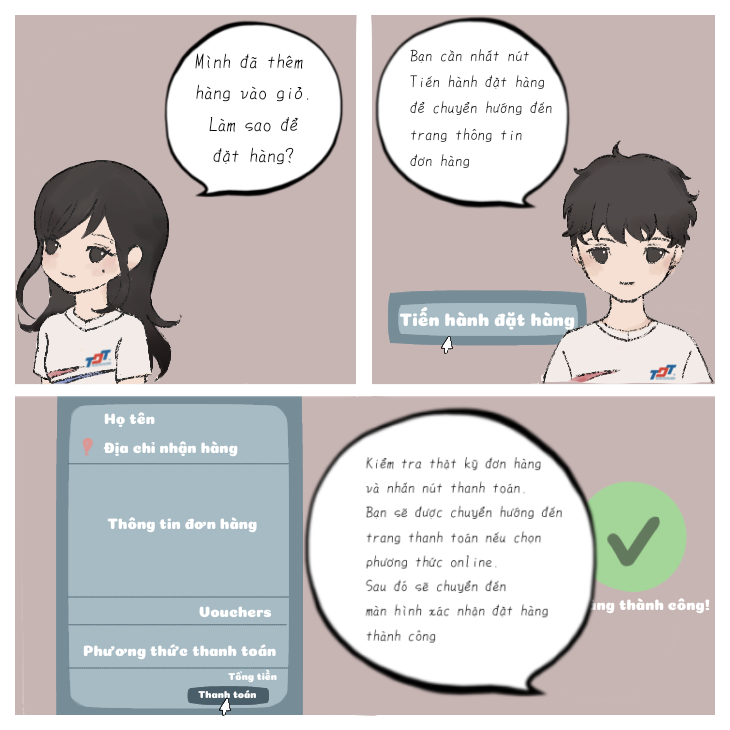 Mình đã thêm
hàng vào giỏ.
Làm sao để
đặt hàng?
TDT
Bạn cần nhất nút
Tiến hành đặt hàng
để chuyển hướng đến
trang thông tin
đơn hàng
Tiến hành đặt hàng
TDT
Họ tên
Địa chỉ nhận hàng
Thông tin đơn hàng
Vouchers
Phương thức thanh toán
Tổng tiền
Thanh toán
Kiểm tra thật kỹ đơn hàng
và nhấn nút thanh toán.
Bạn sẽ được chuyển hướng đến
trang thanh toán nếu chọn
phương thức online.
Sau đó sẽ chuyển đến
màn hình xác nhận đặt hàng
thành công
thành công!